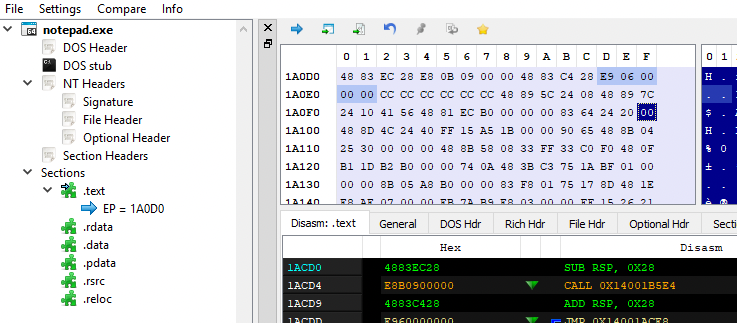 File Settings Compare Info
notepad.exe
DOS Header
DOS stub
NT Headers
Signature
File Header
Optional Header
Section Headers
Sections
.text
EP = 1A0D0
.rdata
.data
.pdata
.rsrc
.reloc
0 1 2 3 4 5 6 7 8 9 A B C D E F 0 1
1A0D0 48 83 EC 28 E8 0B 09 00 00 48 83 C4 28 E9 06 00 H .
1A0E0 00 00 CC CC CC CC CC CC 48 89 5C 24 08 48 89 7C . .
1A0F0 24 10 41 56 48 81 EC B0 00 00 00 83 64 24 20 00 $ .
1A100 48 8D 4C 24 40 FF 15 A5 1B 00 00 90 65 48 8B 04 H .
1A110 25 30 00 00 00 48 8B 58 08 33 FF 33 C0 F0 48 0F % 0
1A120 B1 1D B2 B0 00 00 74 0A 48 3B C3 75 1A BF 01 00 ± .
1A130 00 00 8B 05 A8 B0 00 00 83 F8 01 75 17 8D 48 1E
1A140
Disasm: .text General DOS Hdr Rich Hdr File Hdr Optional Hdr
Hex Disasm
1ACD0 4883EC28 SUB RSP, 0X28
1ACD4 E8B0900000 CALL 0X14001B5E4
1ACD9 4883C428 ADD RSP, 0X28
1ACDD E960000000 JMP 0X14001ACE8